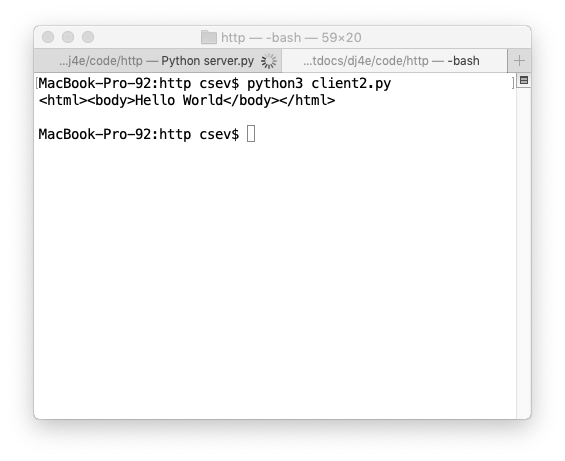 http — -bash — 59×20
...j4e/code/http — Python server.py
...tdocs/dj4e/code/http — -bash
+
[MacBook-Pro-92:http csev$ python3 client2.py ]
<html><body>Hello World</body></html>
MacBook-Pro-92:http csev$